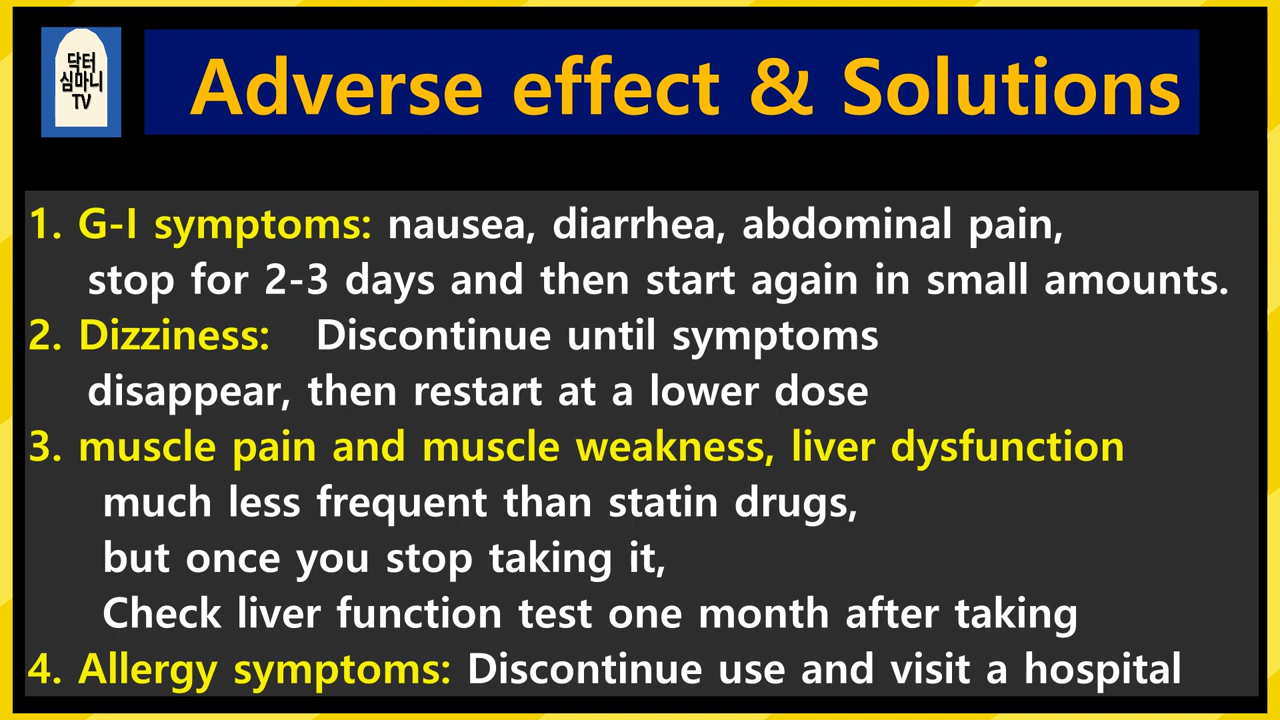 닥터
심마니
TV
Adverse effect & Solutions
1. G-I symptoms: nausea, diarrhea, abdominal pain,
stop for 2-3 days and then start again in small amounts.
2. Dizziness: Discontinue until symptoms
disappear, then restart at a lower dose
3. muscle pain and muscle weakness, liver dysfunction
much less frequent than statin drugs,
but once you stop taking it,
Check liver function test one month after taking
4. Allergy symptoms: Discontinue use and visit a hospital